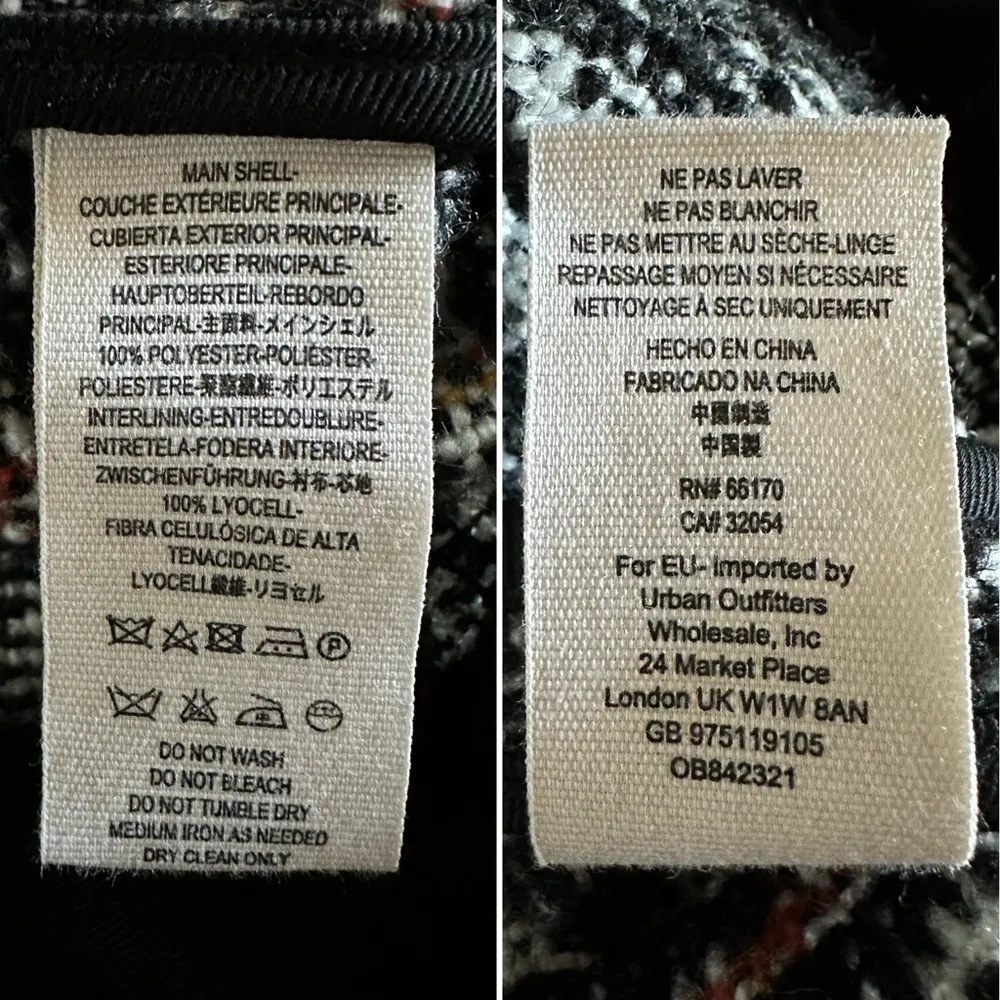 MAIN SHELL-
COUCHE EXTÉRIEURE PRINCIPALE-
CUBIERTA EXTERIOR PRINCIPAL-
ESTERIORE PRINCIPALE-
HAUPTOBERTEIL-REBORDO
PRINCIPAL-主面料-メインシェル
100% POLYESTER-POLIÉSTER-
POLIESTERE-聚酯纖維-ポリエステル
INTERLINING-ENTREDOUBLURE-
ENTRETELA-FODERA INTERIORE-
ZWISCHENFÜHRUNG-衬布-芯地
100% LYOCELL-
FIBRA CELULÓSICA DE ALTA
TENACIDADE-
LYOCELL纖維-リヨセル
P
DO NOT WASH
DO NOT BLEACH
DO NOT TUMBLE DRY
MEDIUM IRON AS NEEDED
DRY CLEAN ONLY
NE PAS LAVER
NE PAS BLANCHIR
NE PAS METTRE AU SÈCHE-LINGE
REPASSAGE MOYEN SI NÉCESSAIRE
NETTOYAGE À SEC UNIQUEMENT
HECHO EN CHINA
FABRICADO NA CHINA
中國製造
中国製
RN# 66170
CA# 32054
For EU- imported by
Urban Outfitters
Wholesale, Inc
24 Market Place
London UK W1W 8AN
GB 975119105
OB842321